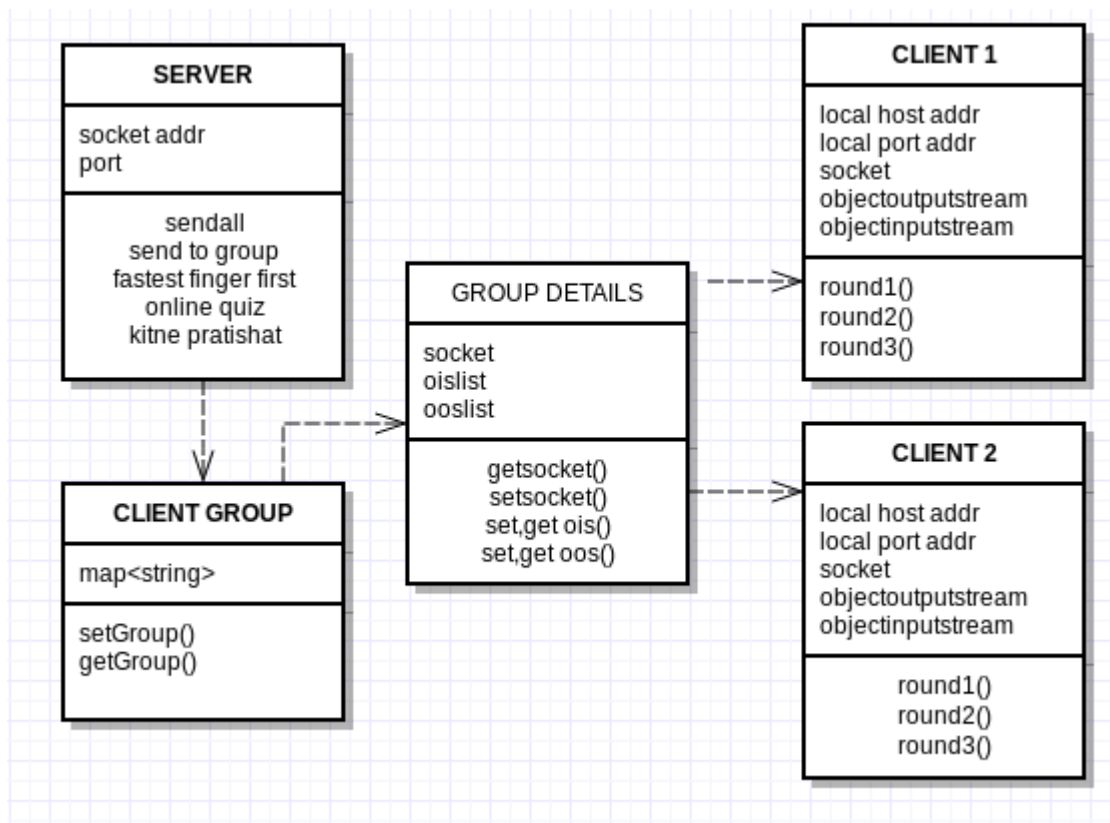 SERVER
socket addr
port
sendall
send to group
fastest finger first
online quiz
kitne pratishat
CLIENT GROUP
map<string>
setGroup()
getGroup()
GROUP DETAILS
socket
oislist
ooslist
getsocket()
setsocket()
set,get ois()
set,get oos()
CLIENT 1
local host addr
local port addr
socket
objectoutputstream
objectinputstream
round1()
round2()
round3()
CLIENT 2
local host addr
local port addr
socket
objectoutputstream
objectinputstream
round1()
round2()
round3()